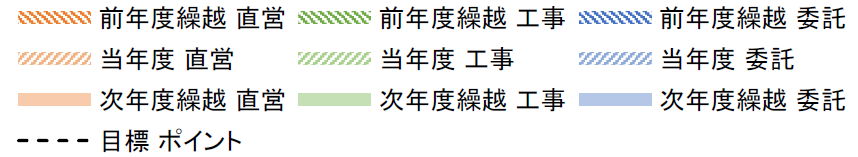 前年度繰越 直営 前年度繰越 工事 前年度繰越 委託
当年度 直営 当年度 工事 当年度 委託
次年度繰越 直営 次年度繰越 工事 次年度繰越 委託
目標 ポイント